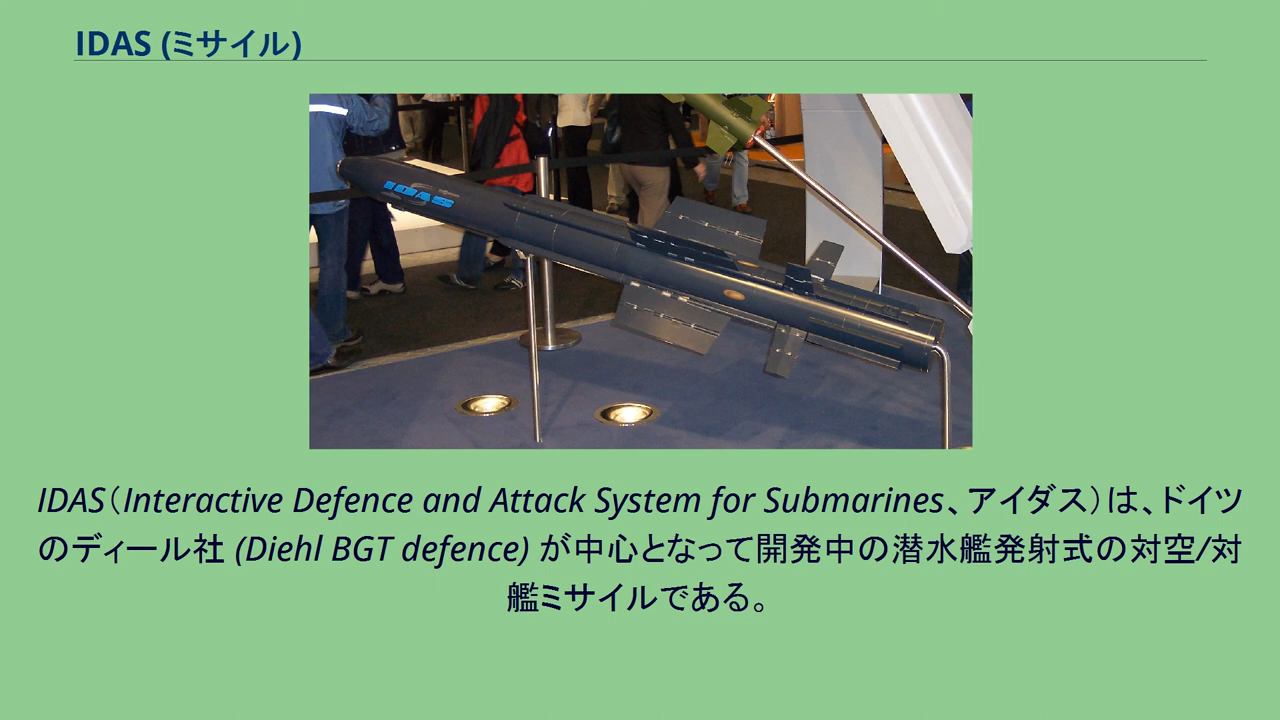 IDAS (ミサイル)
IDAS
IDAS（Interactive Defence and Attack System for Submarines、アイダス）は、ドイツ
のディール社 (Diehl BGT defence) が中心となって開発中の潜水艦発射式の対空/対
艦ミサイルである。